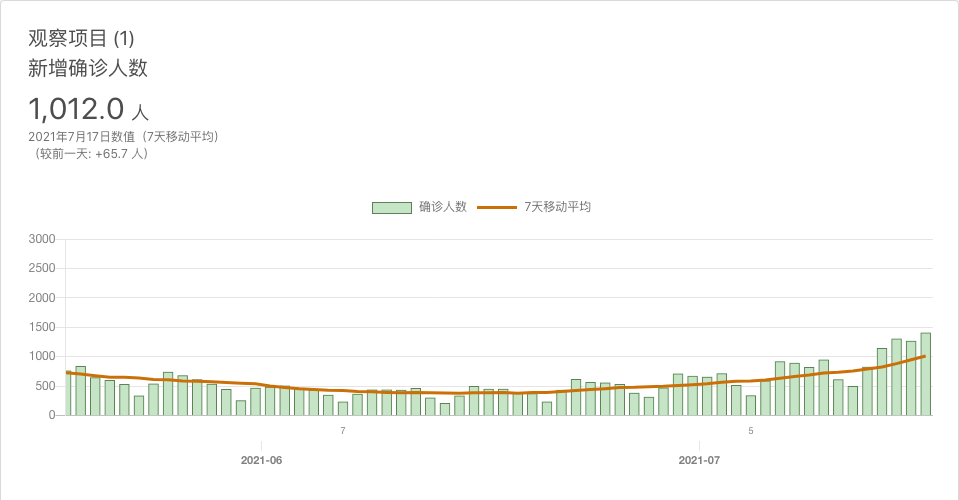 观察项目 (1)
新增确诊人数
1,012.0 人
2021年7月17日数值（7天移动平均）
（较前一天: +65.7 人）
确诊人数 7天移动平均
3000
2500
2000
1500
1000
500
0
7 5
2021-06 2021-07